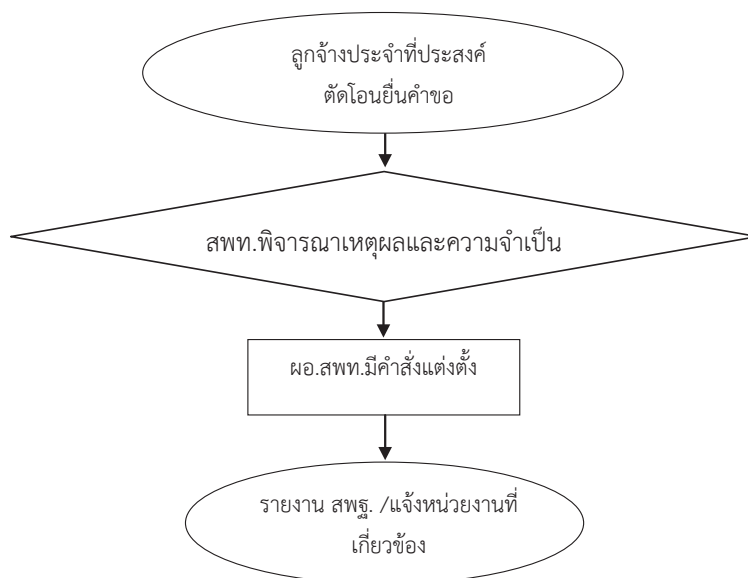 ลูกจ้างประจำที่ประสงค์
ตัดโอนยื่นคำขอ
สพท.พิจารณาเหตุผลและความจำเป็น
ผอ.สพท.มีคำสั่งแต่งตั้ง
รายงาน สพฐ. /แจ้งหน่วยงานที่
เกี่ยวข้อง